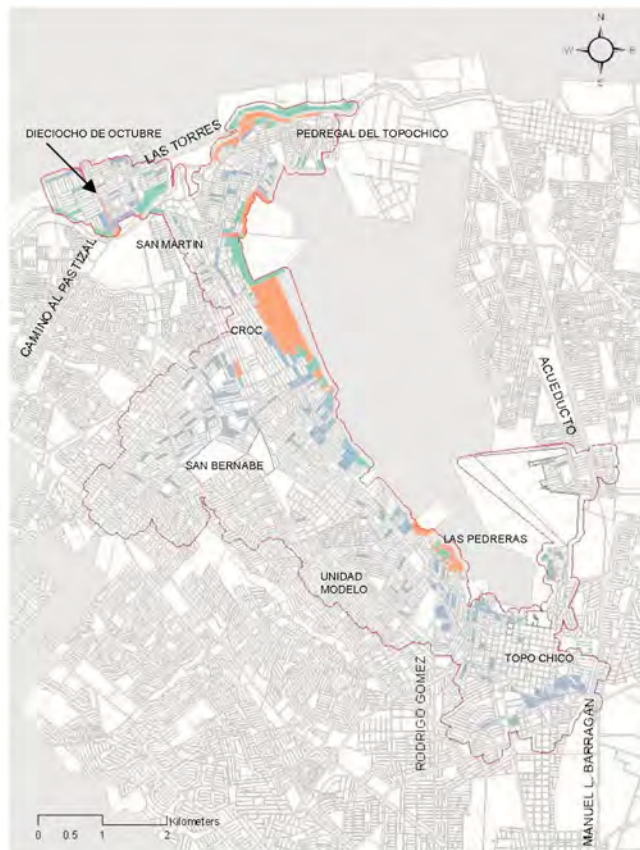 N
W
E
DIECIOCHO DE OCTUBRE
LAS TORRES
PEDREGAL DEL TOPOCHICO
SAN MARTIN
CAMINO AL PASTIZAL
CROC
ACUEDUCTO
SAN BERNABE
LAS PEDRERAS
UNIDAD
MODELO
TOPO CHICO
RODRIGO GOMEZ
MANUEL L. BARRAGÁN
Kilometers
0 0.5 1 2